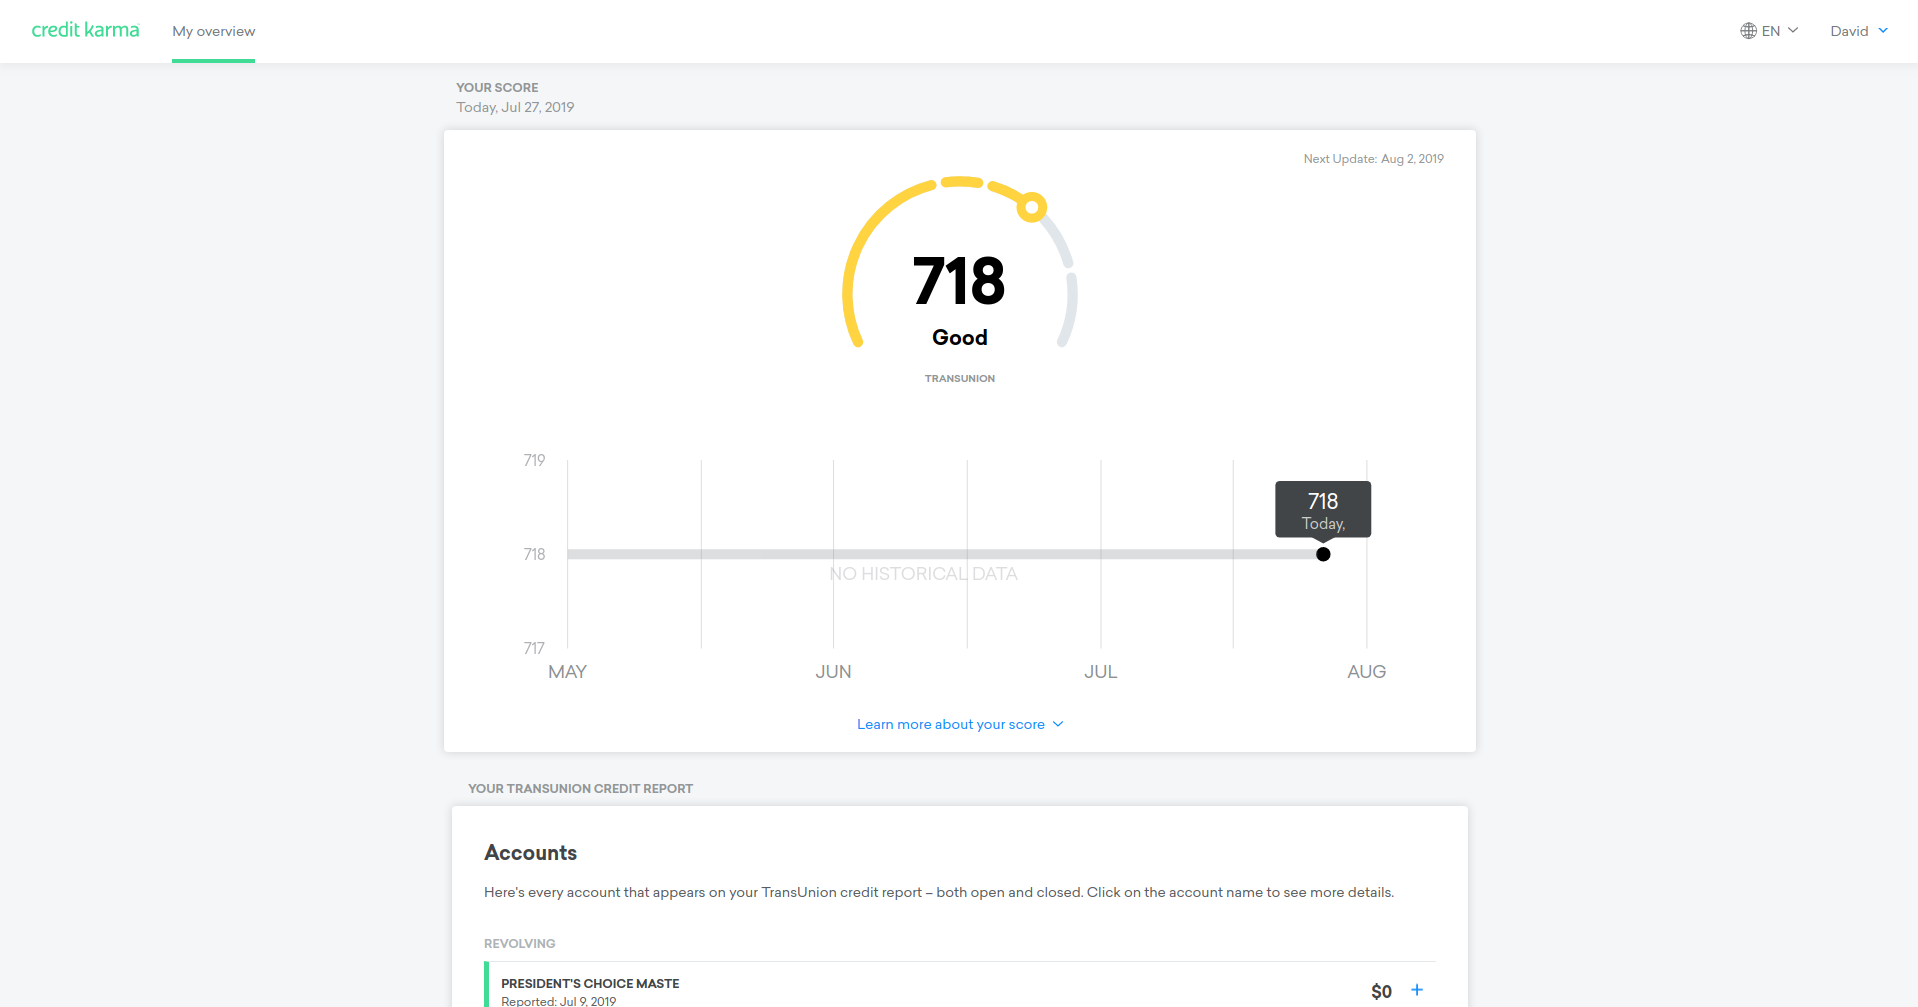 credit karma
My overview
EN
David
YOUR SCORE
Today, Jul 27, 2019
Next Update: Aug 2, 2019
718
Good
TRANSUNION
719
718
Today,
718
NO HISTORICAL DATA
717
MAY JUN JUL AUG
Learn more about your score
YOUR TRANSUNION CREDIT REPORT
Accounts
Here's every account that appears on your TransUnion credit report – both open and closed. Click on the account name to see more details.
REVOLVING
PRESIDENT'S CHOICE MASTE
$0 +
Reported: Jul 9, 2019